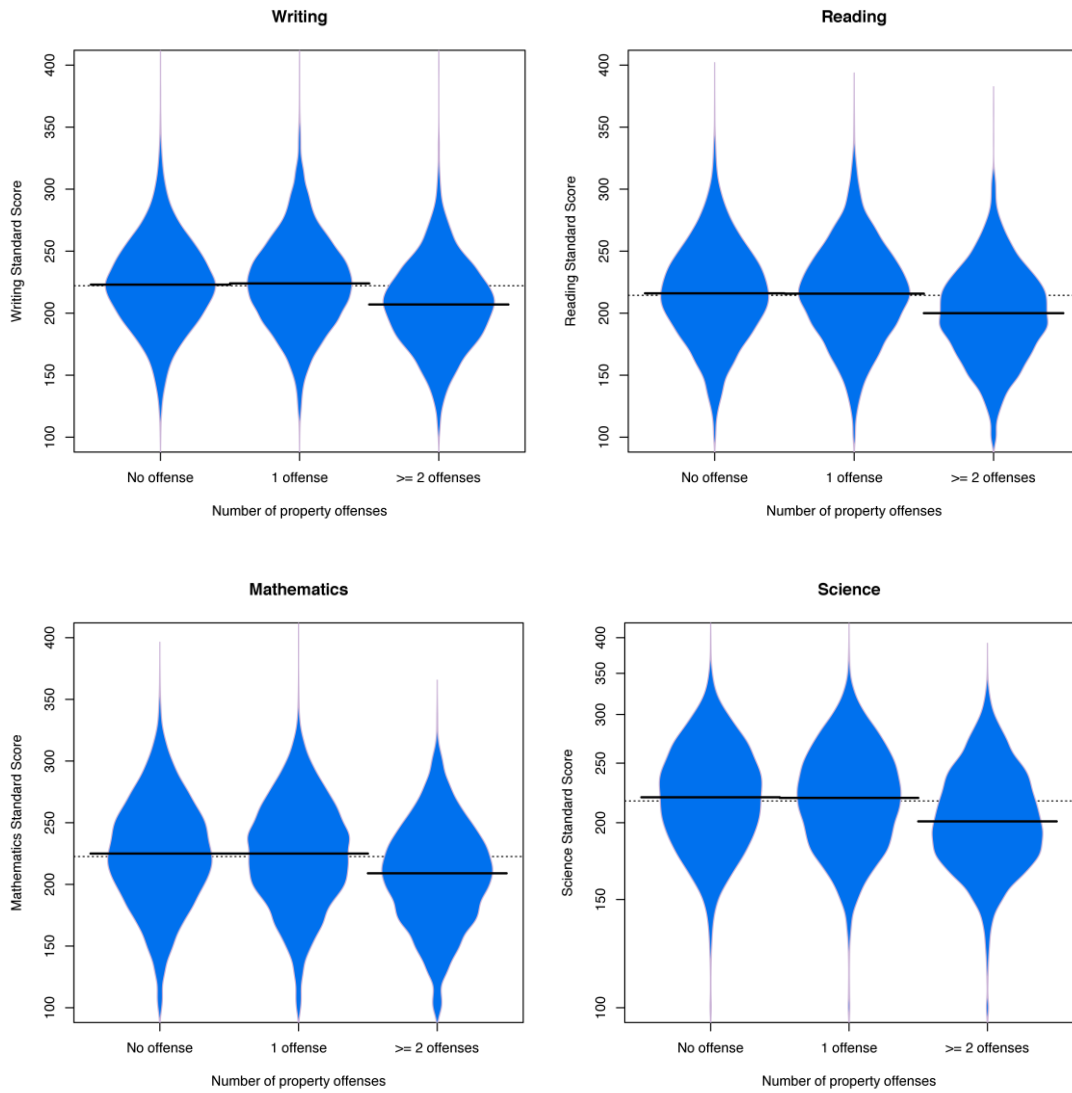 Writing
Writing Standard Score
400
350
300
250
200
150
100
No offense 1 offense >= 2 offenses
Number of property offenses
Reading
Reading Standard Score
400
350
300
250
200
150
100
No offense 1 offense >= 2 offenses
Number of property offenses
Mathematics
Mathematics Standard Score
400
350
300
250
200
150
100
No offense 1 offense >= 2 offenses
Number of property offenses
Science
Science Standard Score
400
350
300
250
200
150
100
No offense 1 offense >= 2 offenses
Number of property offenses